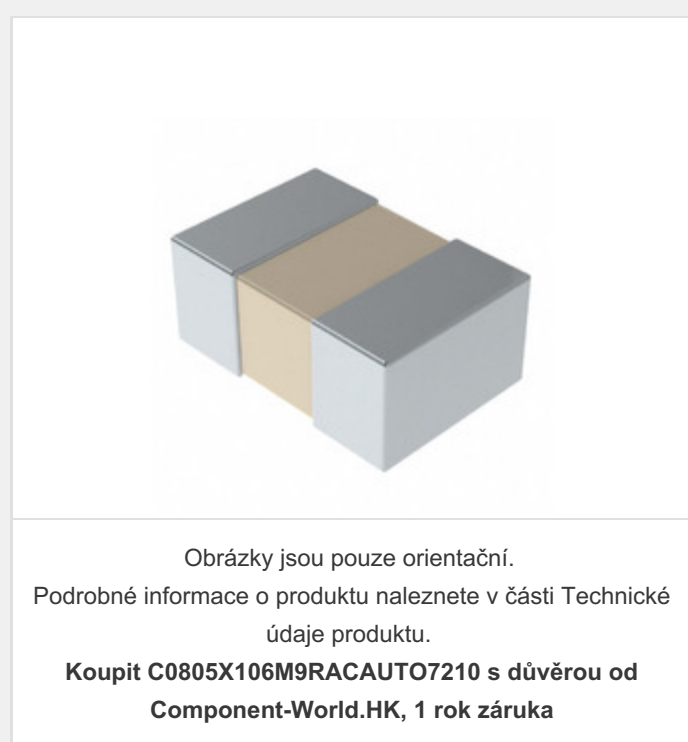 Obrázky jsou pouze orientační.
Podrobné informace o produktu naleznete v části Technické
údaje produktu.
Koupit C0805X106M9RACAUTO7210 s důvěrou od
Component-World.HK, 1 rok záruka